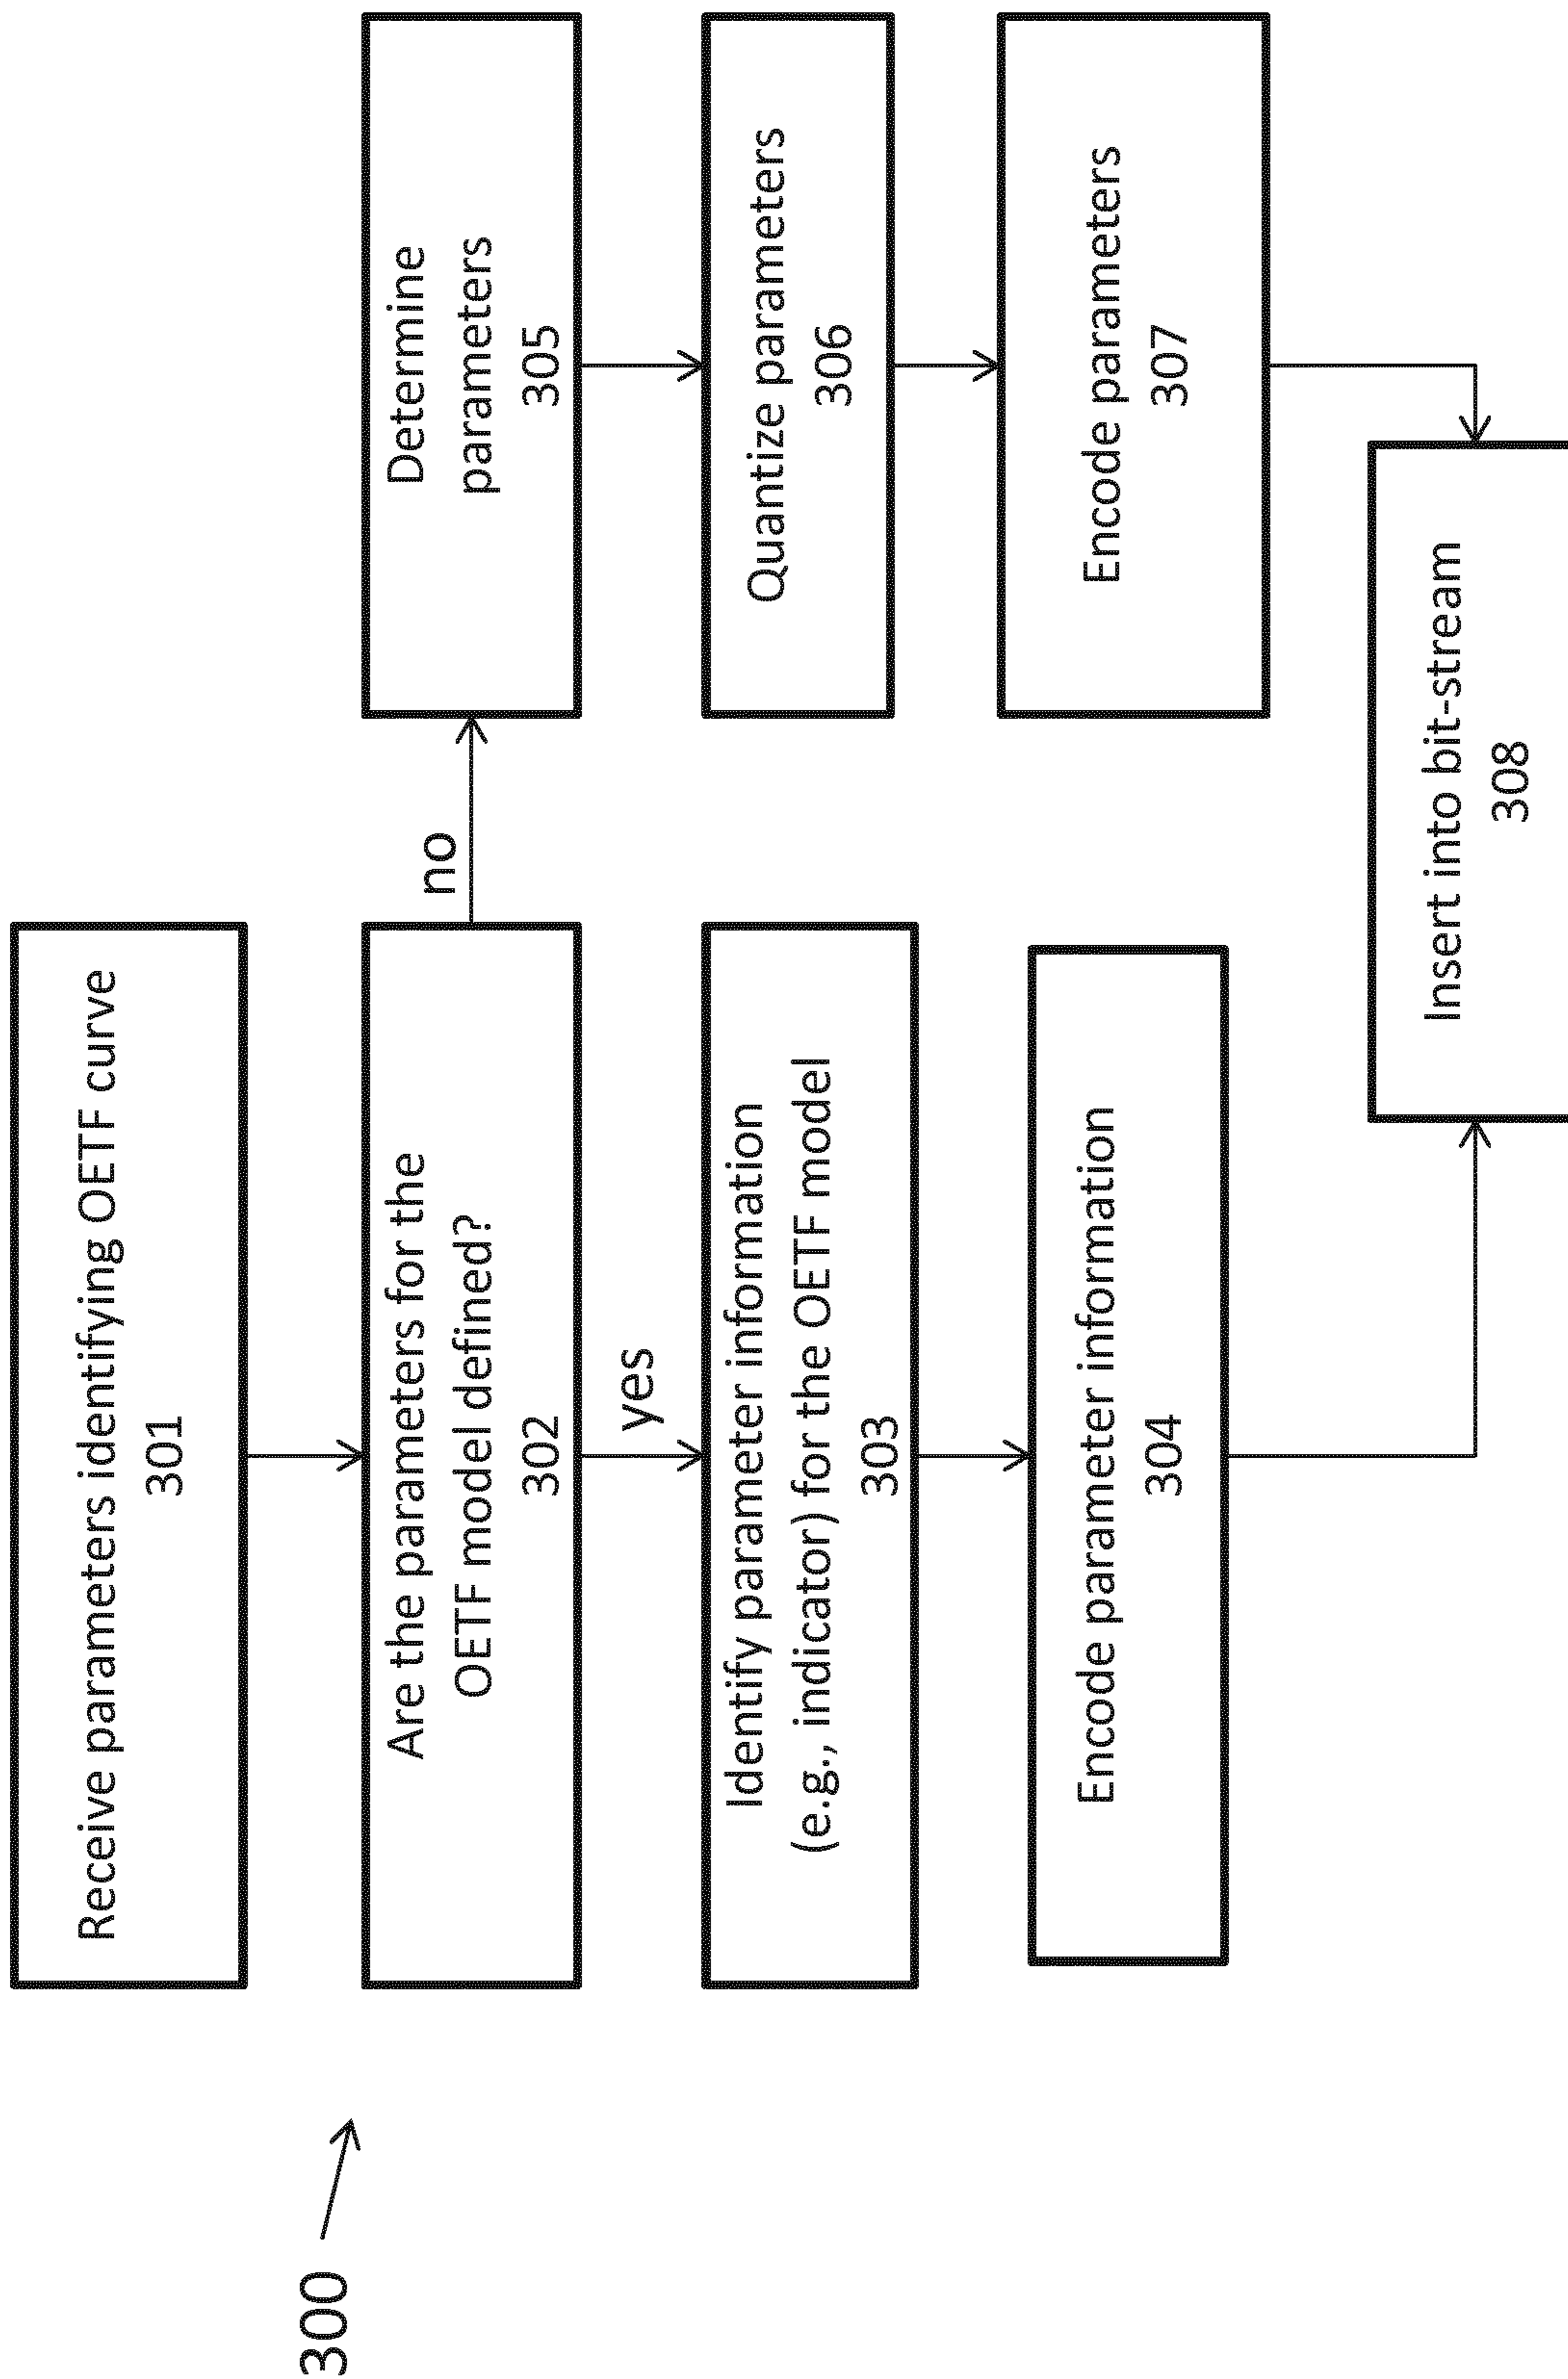 300
Receive parameters identifying OETF curve
301
Are the parameters for the
OETF model defined?
302
no
yes
Identify parameter information
(e.g., indicator) for the OETF model
303
Encode parameter information
304
Determine
parameters
305
Quantize parameters
306
Encode parameters
307
Insert into bit-stream
308